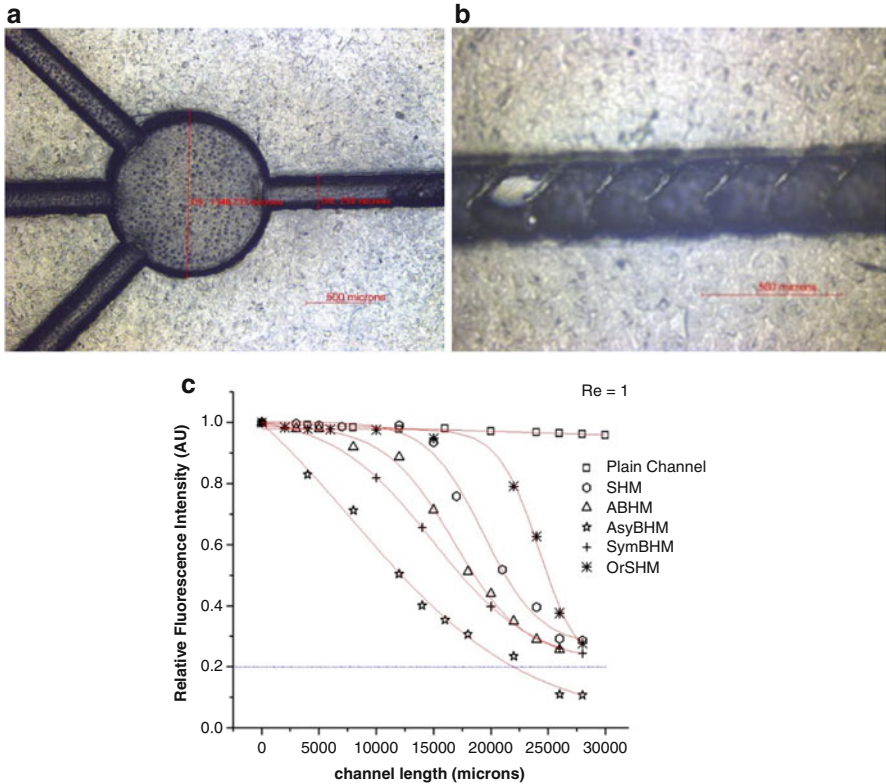 a
b
500 microns
500 microns
c
Re = 1
Relative Fluorescence Intensity (AU)
1.0
0.8
0.6
0.4
0.2
0.0
0
5000
10000
15000
20000
25000
30000
channel length (microns)
Plain Channel
SHM
ABHM
AsyBHM
SymBHM
OrSHM